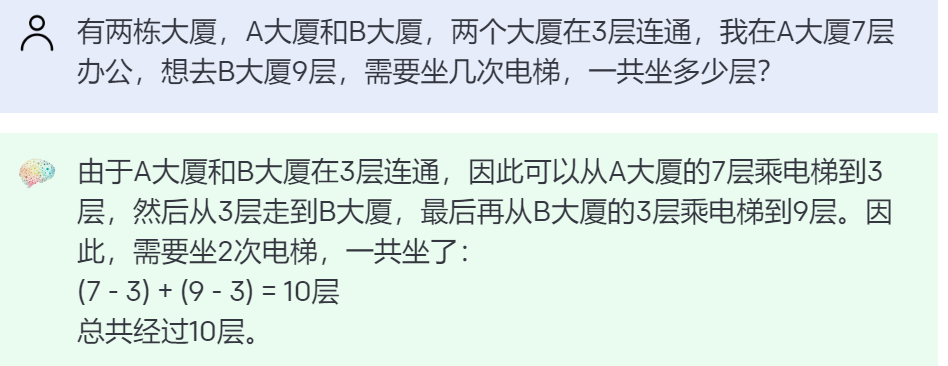 有两栋大厦，A大厦和B大厦，两个大厦在3层连通，我在A大厦7层
办公，想去B大厦9层，需要坐几次电梯，一共坐多少层？
由于A大厦和B大厦在3层连通，因此可以从A大厦的7层乘电梯到3
层，然后从3层走到B大厦，最后再从B大厦的3层乘电梯到9层。因
此，需要坐2次电梯，一共坐了：
(7 - 3) + (9 - 3) = 10层
总共经过10层。